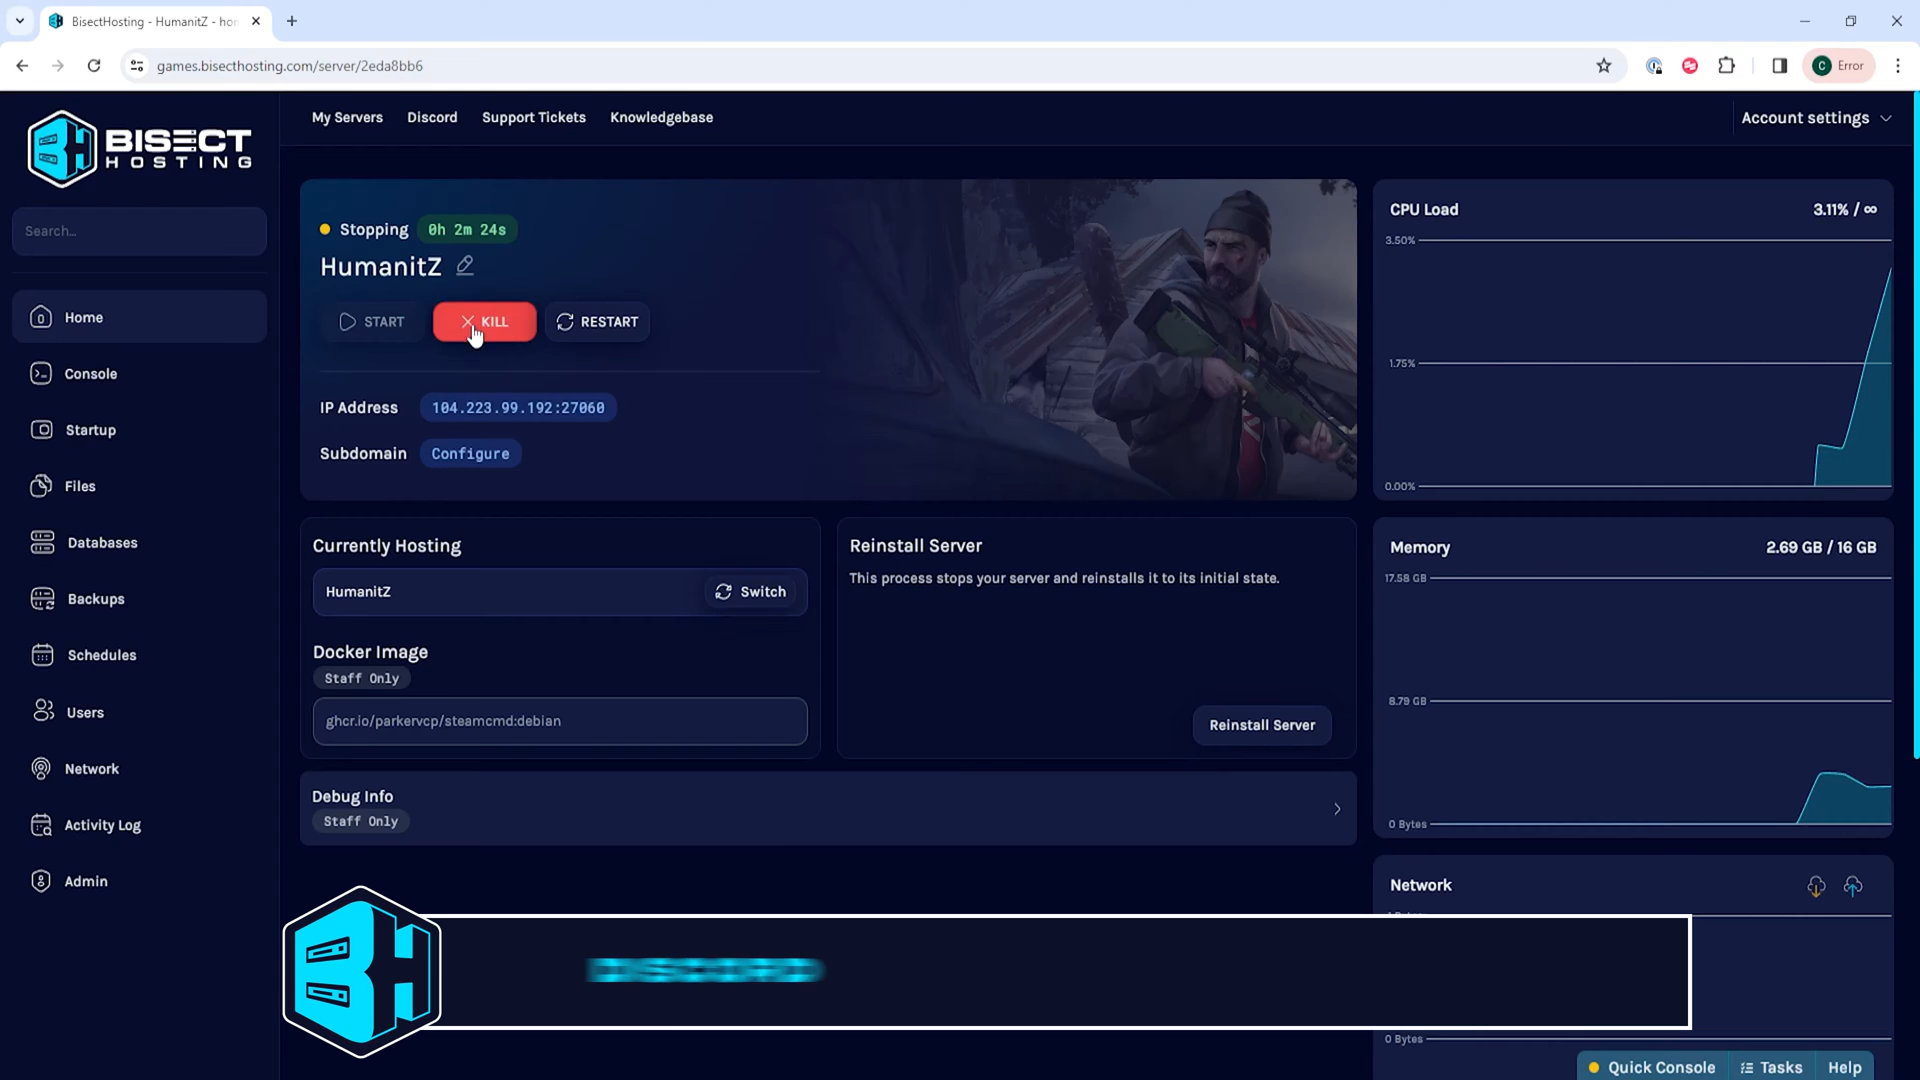 BisectHosting - HumanitZ - hor
games.bisecthosting.com/server/2eda8bb6
C Error
BISECT
HOSTING
My Servers Discord Support Tickets Knowledgebase
Account settings
Search...
Home
Console
Startup
Files
Databases
Backups
Schedules
Users
Network
Activity Log
Admin
Stopping 0h 2m 24s
HumanitZ
START KILL RESTART
IP Address 104.223.99.192:27060
Subdomain Configure
Currently Hosting
HumanitZ Switch
Docker Image
Staff Only
ghcr.io/parkervcp/steamcmd:debian
Reinstall Server
This process stops your server and reinstalls it to its initial state.
Reinstall Server
Debug Info
Staff Only
CPU Load 3.11% / ∞
3.50%
1.75%
0.00%
Memory 2.69 GB / 16 GB
17.58 GB
8.79 GB
0 Bytes
Network
0 Bytes
Quick Console Tasks Help